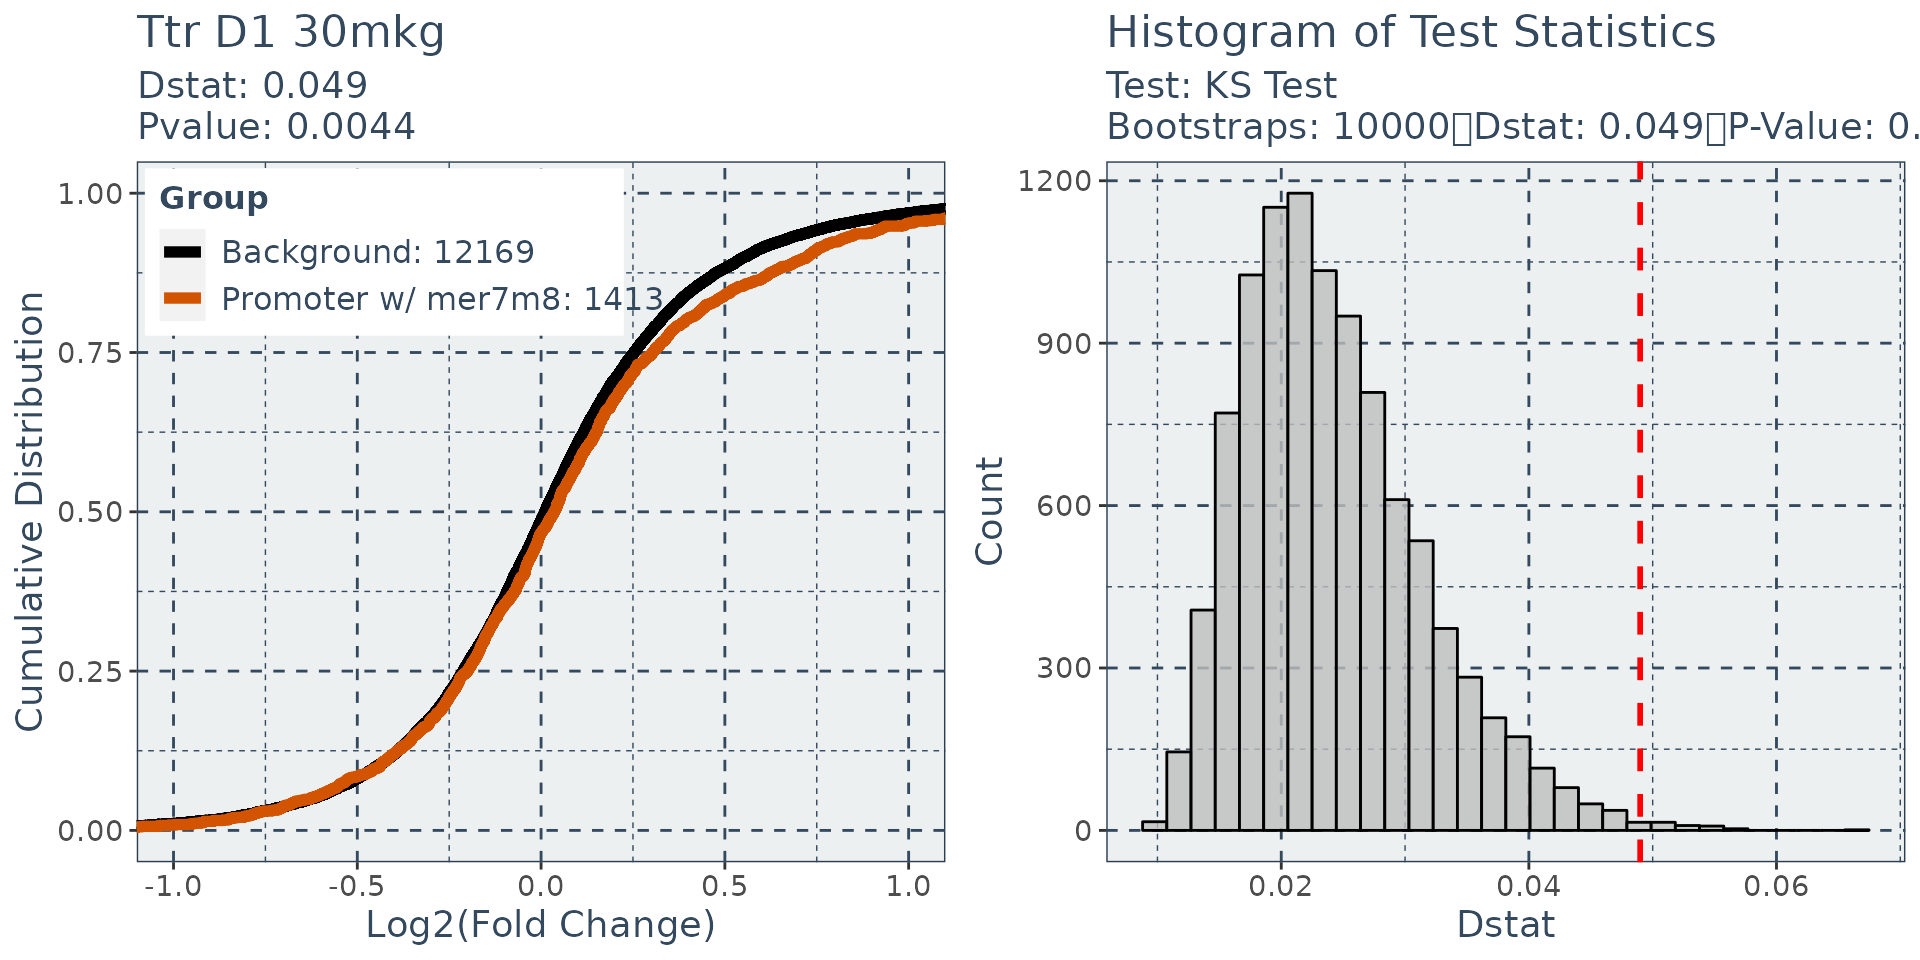 Ttr D1 30mkg
Dstat: 0.049
Pvalue: 0.0044
Group
Background: 12169
Promoter w/ mer7m8: 1413
1.00
0.75
0.50
0.25
0.00
Cumulative Distribution
-1.0 -0.5 0.0 0.5 1.0
Log2(Fold Change)
Histogram of Test Statistics
Test: KS Test
Bootstraps: 10000▯Dstat: 0.049▯P-Value: 0.
1200
900
600
300
0
Count
0.02 0.04 0.06
Dstat